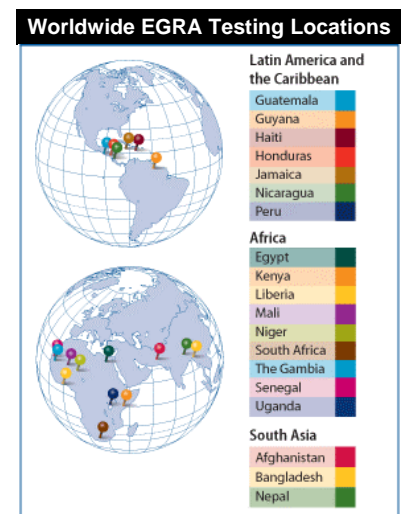 Worldwide EGRA Testing Locations
Latin America and
the Caribbean
Guatemala
Guyana
Haiti
Honduras
Jamaica
Nicaragua
Peru
Africa
Egypt
Kenya
Liberia
Mali
Niger
South Africa
The Gambia
Senegal
Uganda
South Asia
Afghanistan
Bangladesh
Nepal